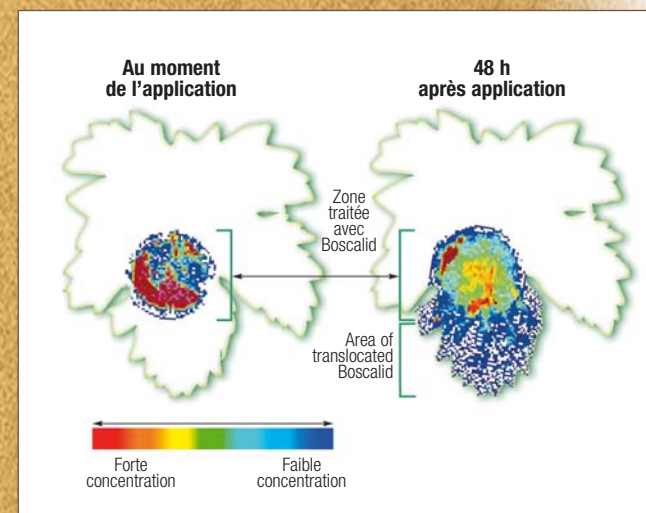 Au moment
de l'application
48 h
après application
Zone
traitée
avec
Boscalid
Area of
translocated
Boscalid
Forte
concentration
Faible
concentration